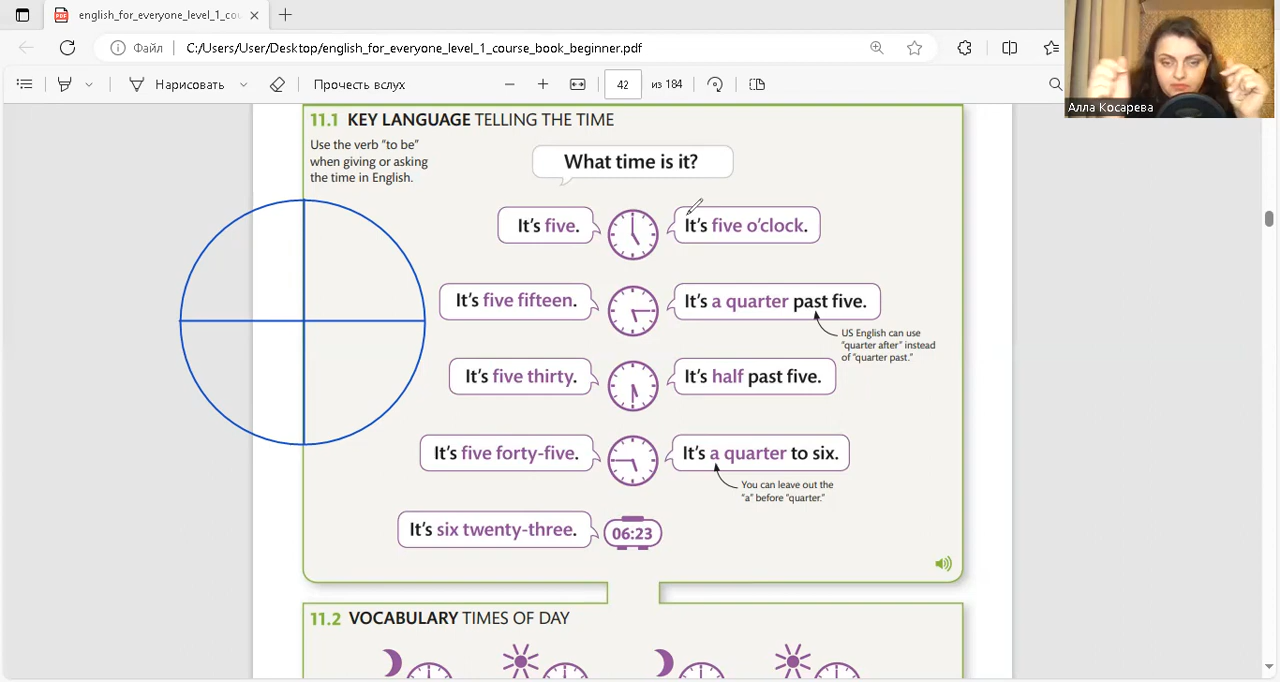 english_for_everyone_level_1_cou
Файл
C:/Users/User/Desktop/english_for_everyone_level_1_course_book_beginner.pdf
Нарисовать
Прочесть вслух
42
из 184
Алла Косарева
11.1 KEY LANGUAGE TELLING THE TIME
Use the verb “to be”
when giving or asking
the time in English.
What time is it?
It’s five.
It’s five o’clock.
It’s five fifteen.
It’s a quarter past five.
US English can use
“quarter after” instead
of “quarter past.”
It’s five thirty.
It’s half past five.
It’s five forty-five.
It’s a quarter to six.
You can leave out the
“a” before “quarter.”
It’s six twenty-three.
06:23
11.2 VOCABULARY TIMES OF DAY